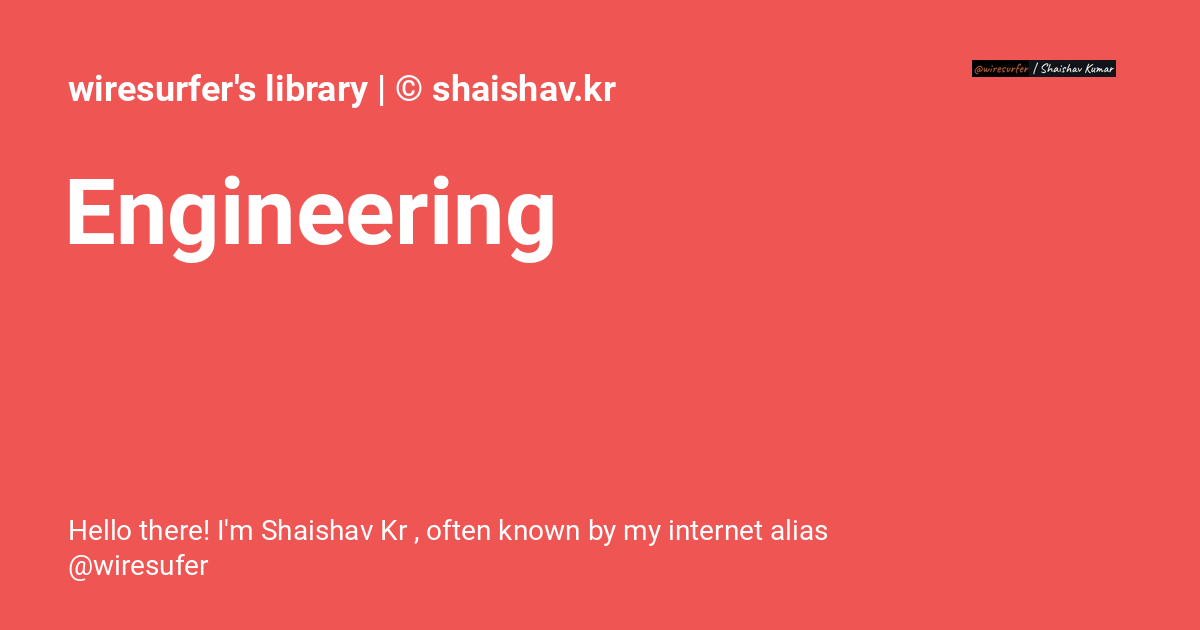 wiresurfer's library | © shaishav.kr
@wiresurfer | Shaishav Kumar
Engineering
Hello there! I'm Shaishav Kr , often known by my internet alias
@wiresufer